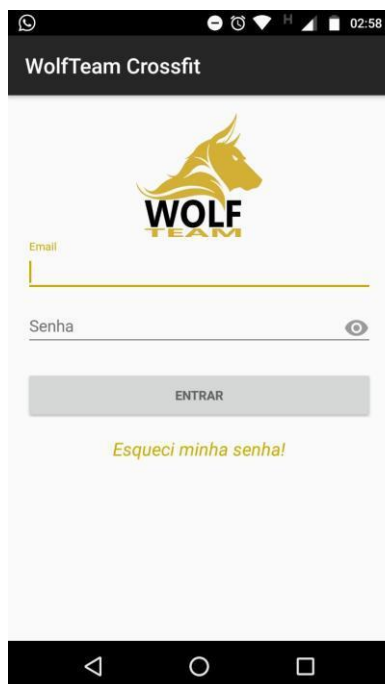 H 02:58
WolfTeam Crossfit
WOLF
TEAM
Email
Senha
ENTRAR
Esqueci minha senha!